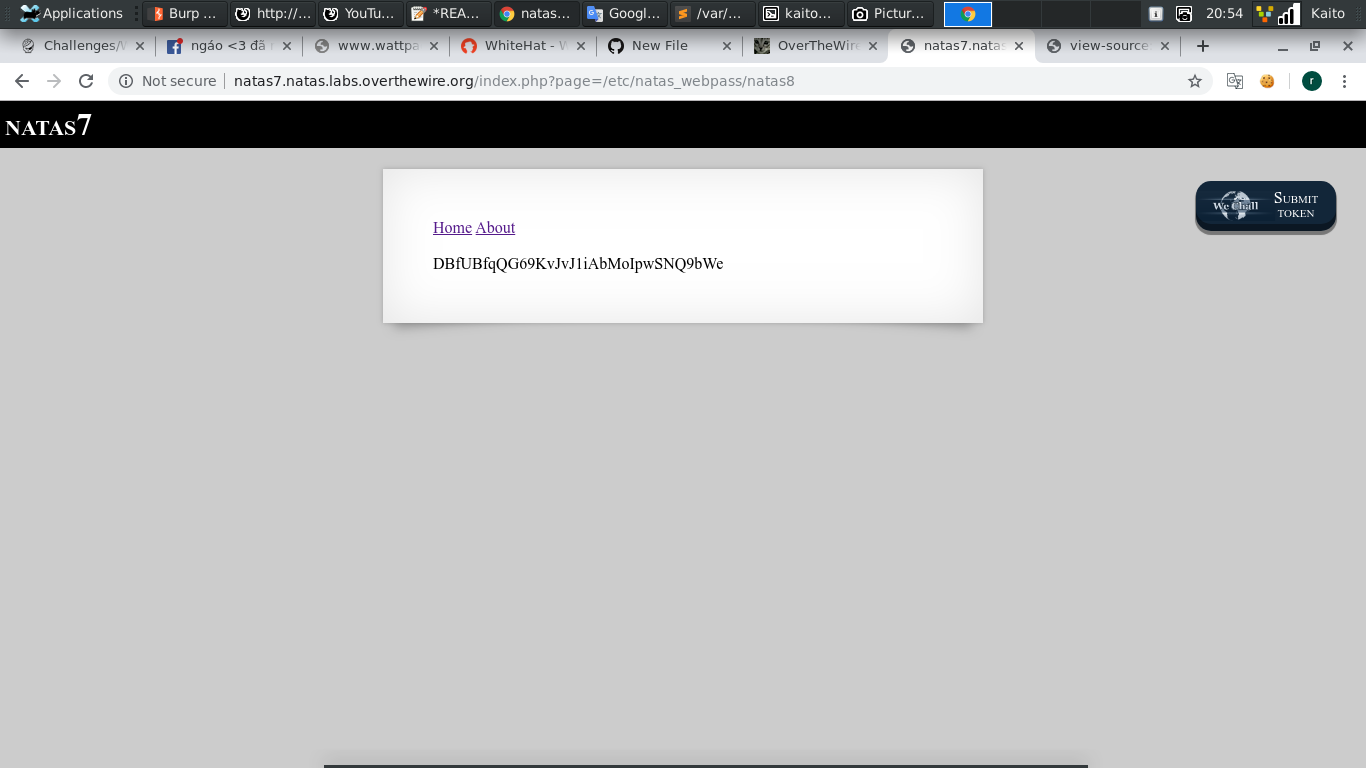 Applications Burp ... http://... YouTu... *REA... natas... Googl... /var/... kaito... Pictur... 20:54 Kaito
Challenges/W ngáo <3 đã r www.wattpa WhiteHat - W New File OverTheWire natas7.natas view-source:
Not secure natas7.natas.labs.overthewire.org/index.php?page=/etc/natas_webpass/natas8 r
NATAS7
We Chall SUBMIT
TOKEN
Home About
DBfUBfqQG69KvJvJ1iAbMoIpwSNQ9bWe